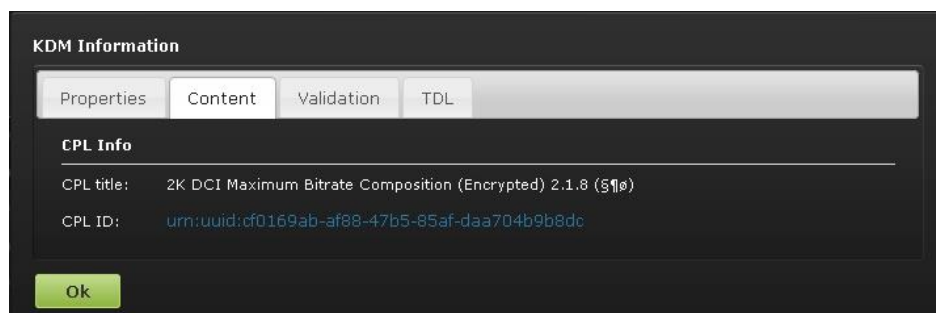 KDM Information
Properties Content Validation TDL
CPL Info
CPL title: 2K DCI Maximum Bitrate Composition (Encrypted) 2.1.8 (§¶ø)
CPL ID: urn:uuid:cf0169ab-af88-47b5-85af-daa704b9b8dc
Ok